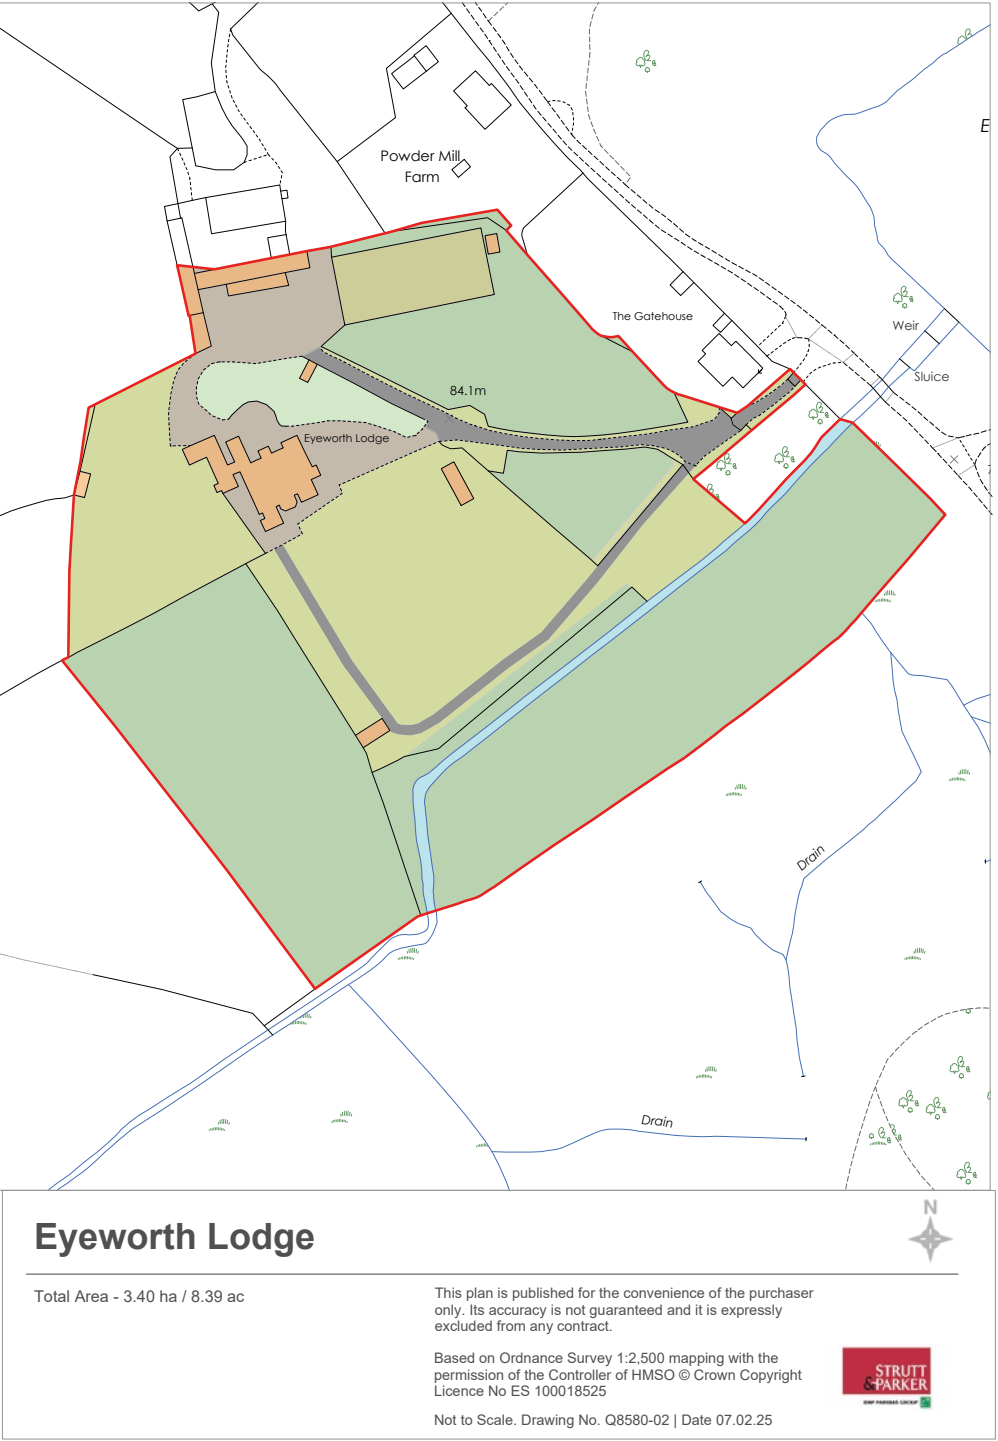 E
Powder Mill
Farm
The Gatehouse
Weir
Sluice
84.1m
Eyeworth Lodge
Drain
Drain
N
Eyeworth Lodge
Total Area - 3.40 ha / 8.39 ac
This plan is published for the convenience of the purchaser
only. Its accuracy is not guaranteed and it is expressly
excluded from any contract.
Based on Ordnance Survey 1:2,500 mapping with the
permission of the Controller of HMSO © Crown Copyright
Licence No ES 100018525
Not to Scale. Drawing No. Q8580-02 | Date 07.02.25
STRUTT
&PARKER
BNP PARIBAS GROUP